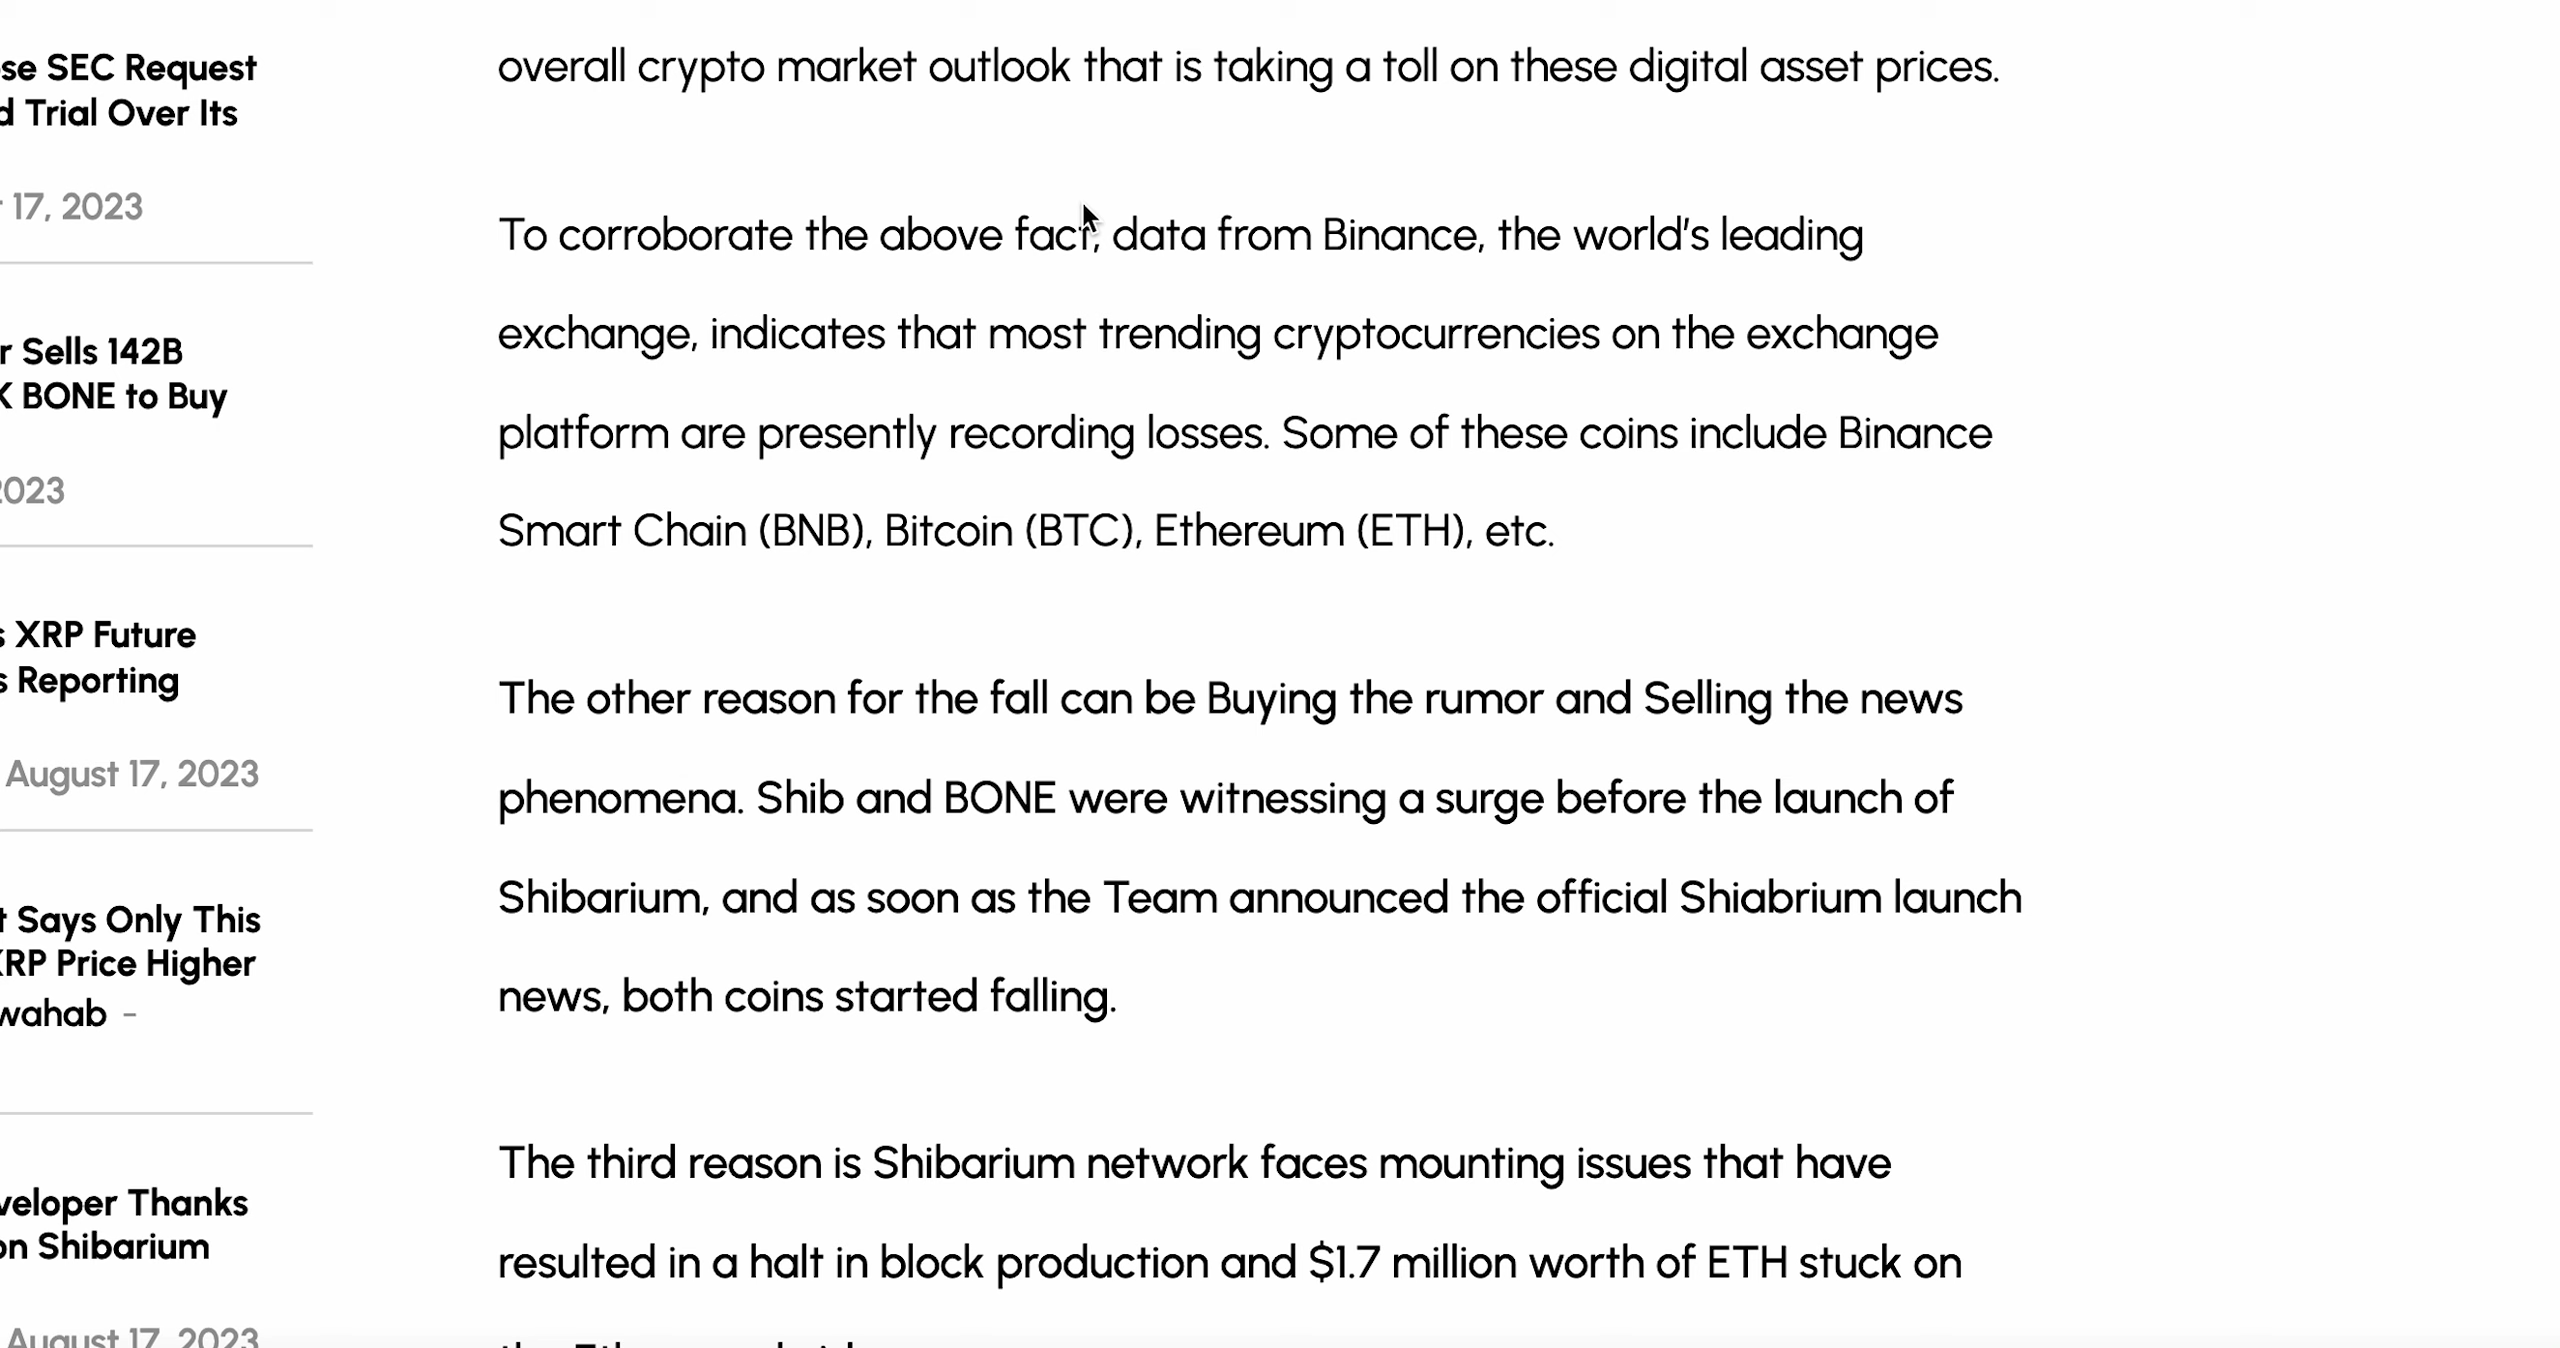 se SEC Request
d Trial Over Its
17, 2023
r Sells 142B
K BONE to Buy
2023
s XRP Future
s Reporting
August 17, 2023
t Says Only This
XRP Price Higher
wahab -
veloper Thanks
on Shibarium
August 17, 2023
overall crypto market outlook that is taking a toll on these digital asset prices.
To corroborate the above fact, data from Binance, the world's leading
exchange, indicates that most trending cryptocurrencies on the exchange
platform are presently recording losses. Some of these coins include Binance
Smart Chain (BNB), Bitcoin (BTC), Ethereum (ETH), etc.
The other reason for the fall can be Buying the rumor and Selling the news
phenomena. Shib and BONE were witnessing a surge before the launch of
Shibarium, and as soon as the Team announced the official Shiabrium launch
news, both coins started falling.
The third reason is Shibarium network faces mounting issues that have
resulted in a halt in block production and $1.7 million worth of ETH stuck on